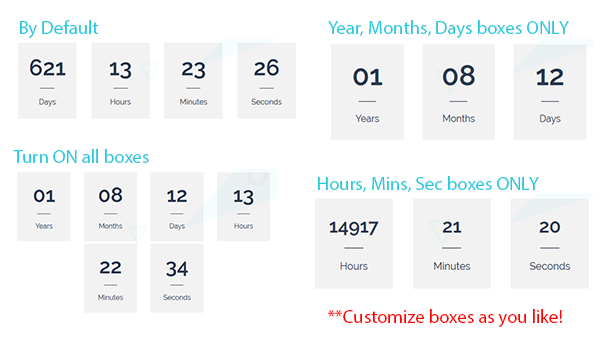 By Default
621 13 23 26
Days Hours Minutes Seconds
Turn ON all boxes
01 08 12 13
Years Months Days Hours
22 34
Minutes Seconds
Year, Months, Days boxes ONLY
01 08 12
Years Months Days
Hours, Mins, Sec boxes ONLY
14917 21 20
Hours Minutes Seconds
**Customize boxes as you like!